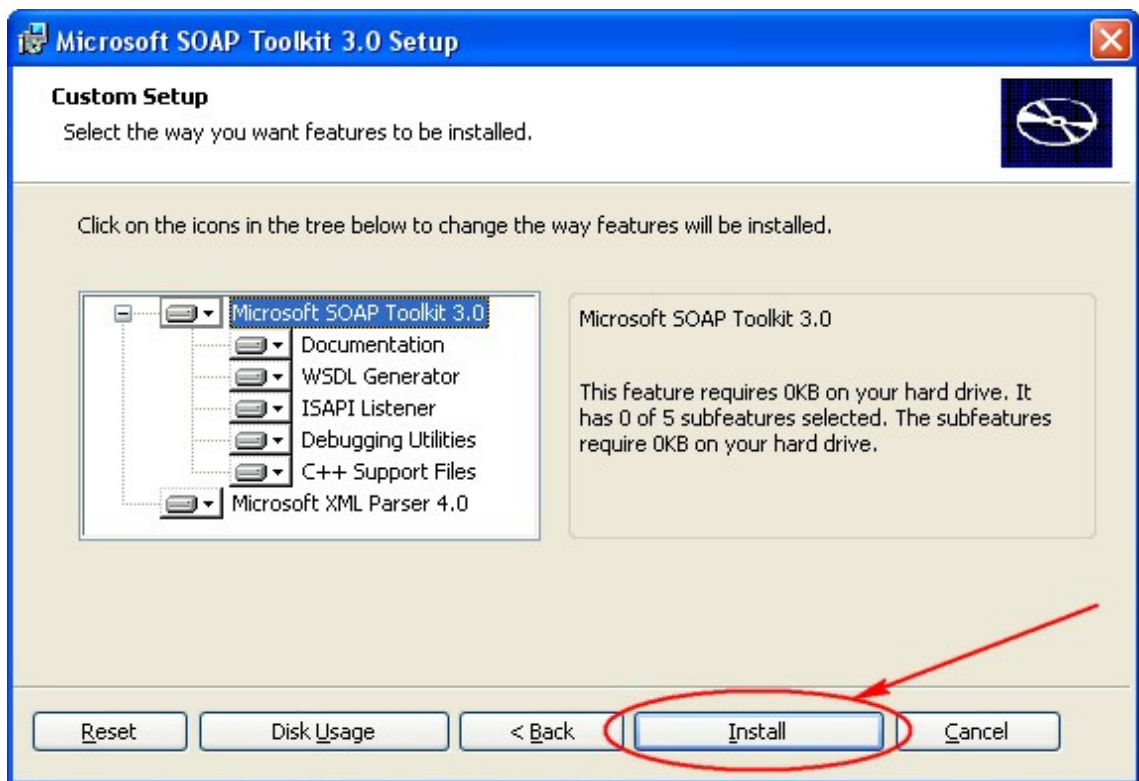 Microsoft SOAP Toolkit 3.0 Setup
Custom Setup
Select the way you want features to be installed.
Click on the icons in the tree below to change the way features will be installed.
Microsoft SOAP Toolkit 3.0
Documentation
WSDL Generator
ISAPI Listener
Debugging Utilities
C++ Support Files
Microsoft XML Parser 4.0
Microsoft SOAP Toolkit 3.0
This feature requires 0KB on your hard drive. It
has 0 of 5 subfeatures selected. The subfeatures
require 0KB on your hard drive.
Reset
Disk Usage
< Back
Install
Cancel